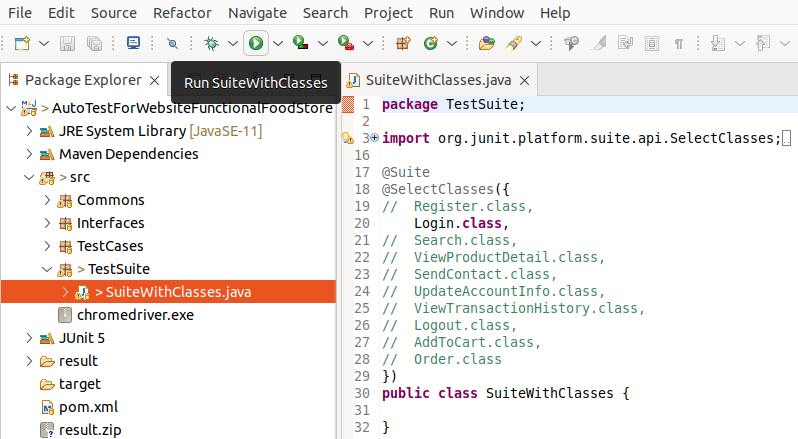 File Edit Source Refactor Navigate Search Project Run Window Help
Package Explorer
Run SuiteWithClasses
SuiteWithClasses.java
> AutoTestForWebsiteFunctionalFoodStore
JRE System Library [JavaSE-11]
Maven Dependencies
> src
Commons
Interfaces
TestCases
> TestSuite
> SuiteWithClasses.java
chromedriver.exe
JUnit 5
result
target
pom.xml
result.zip
1 package TestSuite;
2
3 import org.junit.platform.suite.api.SelectClasses;
16
17 @Suite
18 @SelectClasses({
19 // Register.class,
20 Login.class,
21 // Search.class,
22 // ViewProductDetail.class,
23 // SendContact.class,
24 // UpdateAccountInfo.class,
25 // ViewTransactionHistory.class,
26 // Logout.class,
27 // AddToCart.class,
28 // Order.class
29 })
30 public class SuiteWithClasses {
31
32 }